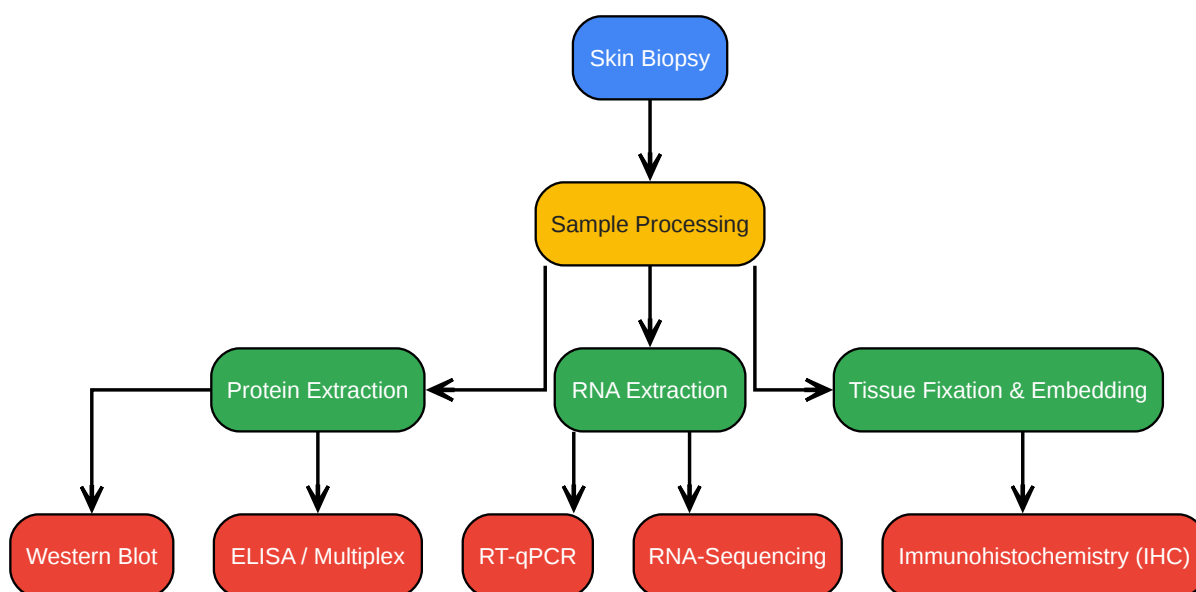 Skin Biopsy
Sample Processing
Protein Extraction
RNA Extraction
Tissue Fixation & Embedding
Western Blot
ELISA / Multiplex
RT-qPCR
RNA-Sequencing
Immunohistochemistry (IHC)